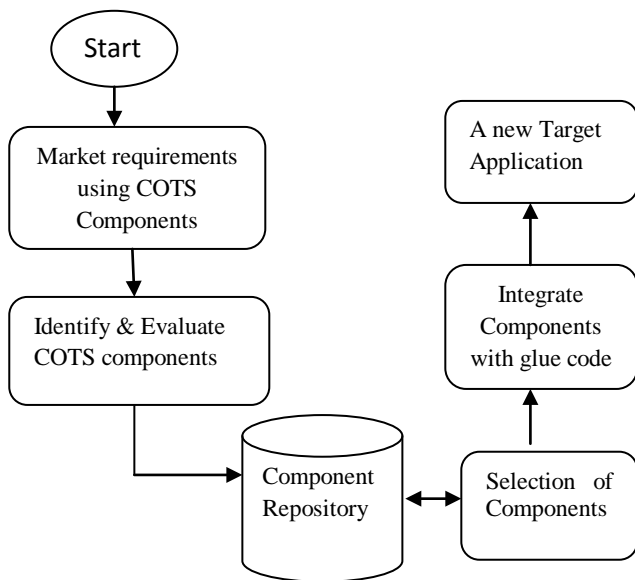 Start
Market requirements
using COTS
Components
Identify & Evaluate
COTS components
Component
Repository
Selection of
Components
Integrate
Components
with glue code
A new Target
Application